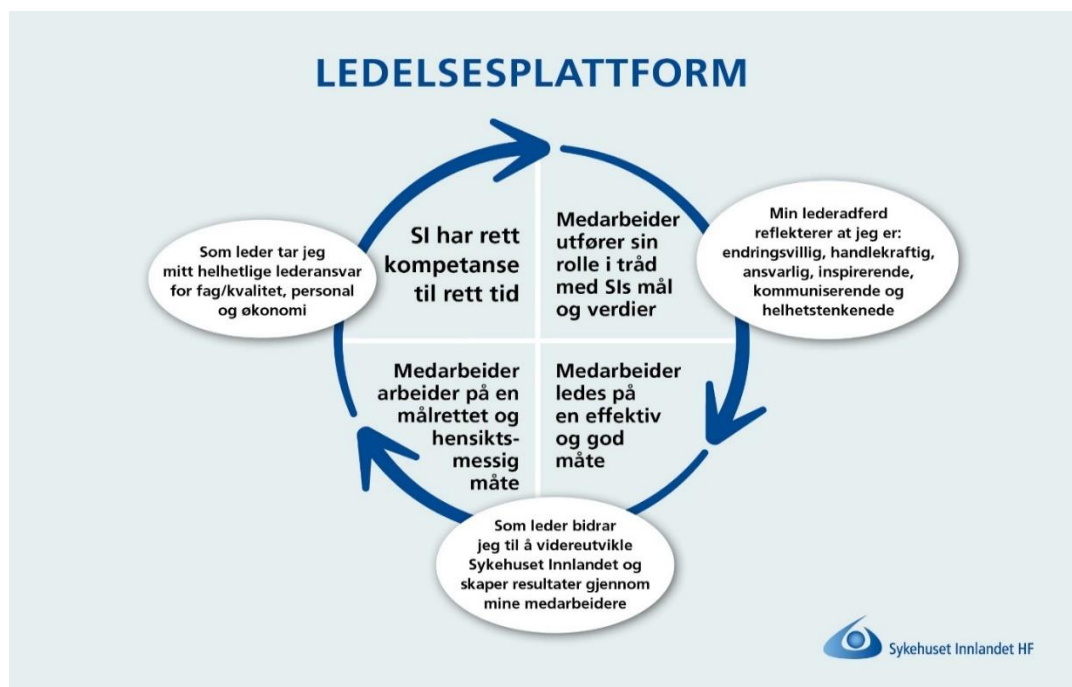 LEDELSESPLATTFORM
Som leder tar jeg
mitt helhetlige lederansvar
for fag/kvalitet, personal
og økonomi
SI har rett
kompetanse
til rett tid
Medarbeider
utfører sin
rolle i tråd
med SIs mål
og verdier
Min lederadferd
reflekterer at jeg er:
endringsvillig, handlekraftig,
ansvarlig, inspirerende,
kommuniserende og
helhetstenkenede
Medarbeider
arbeider på en
målrettet og
hensikts-
messig
måte
Medarbeider
ledes på
en effektiv
og god
måte
Som leder bidrar
jeg til å videreutvikle
Sykehuset Innlandet og
skaper resultater gjennom
mine medarbeidere
Sykehuset Innlandet HF